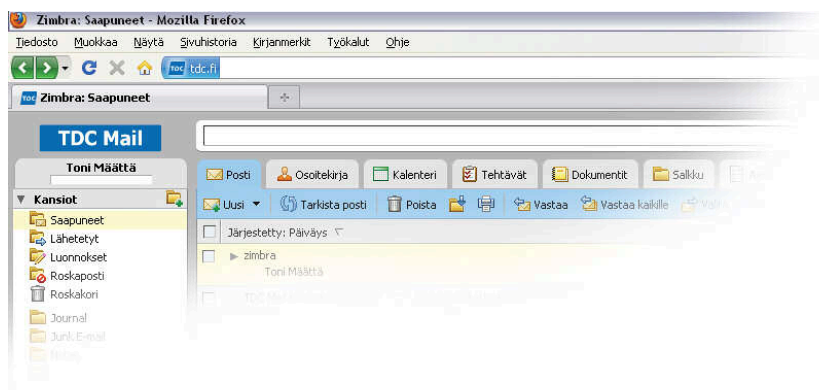 Zimbra: Saapuneet - Mozilla Firefox
Tiedosto Muokkaa Näytä Sivuhistoria Kirjanmerkit Työkalut Ohje
TDC tdc.fi
TDC Zimbra: Saapuneet
TDC Mail
Toni Määttä
Posti Osoitekirja Kalenteri Tehtävät Dokumentit Salkku
Kansiot
Uusi Tarkista posti Poista Vastaa Vastaa kaikille
Saapuneet
Järjestetty: Päiväys
Lähetetyt
zimbra
Luonnokset
Toni Määttä
Roskaposti
Roskakori
Journal
Junk E-mail